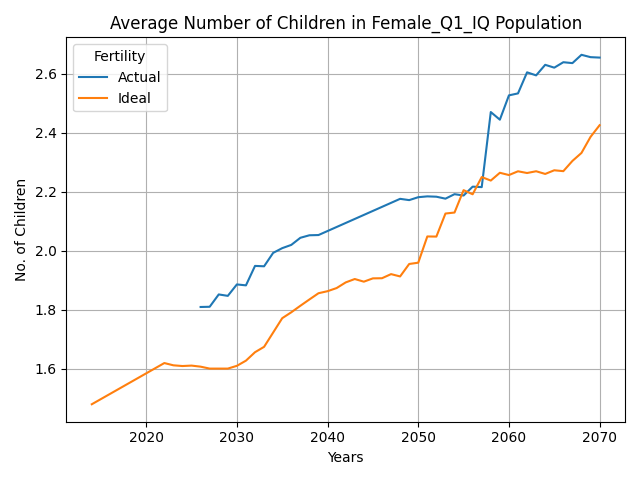 Average Number of Children in Female_Q1_IQ Population
Fertility
Actual
Ideal
No. of Children
2.6
2.4
2.2
2.0
1.8
1.6
2020 2030 2040 2050 2060 2070
Years